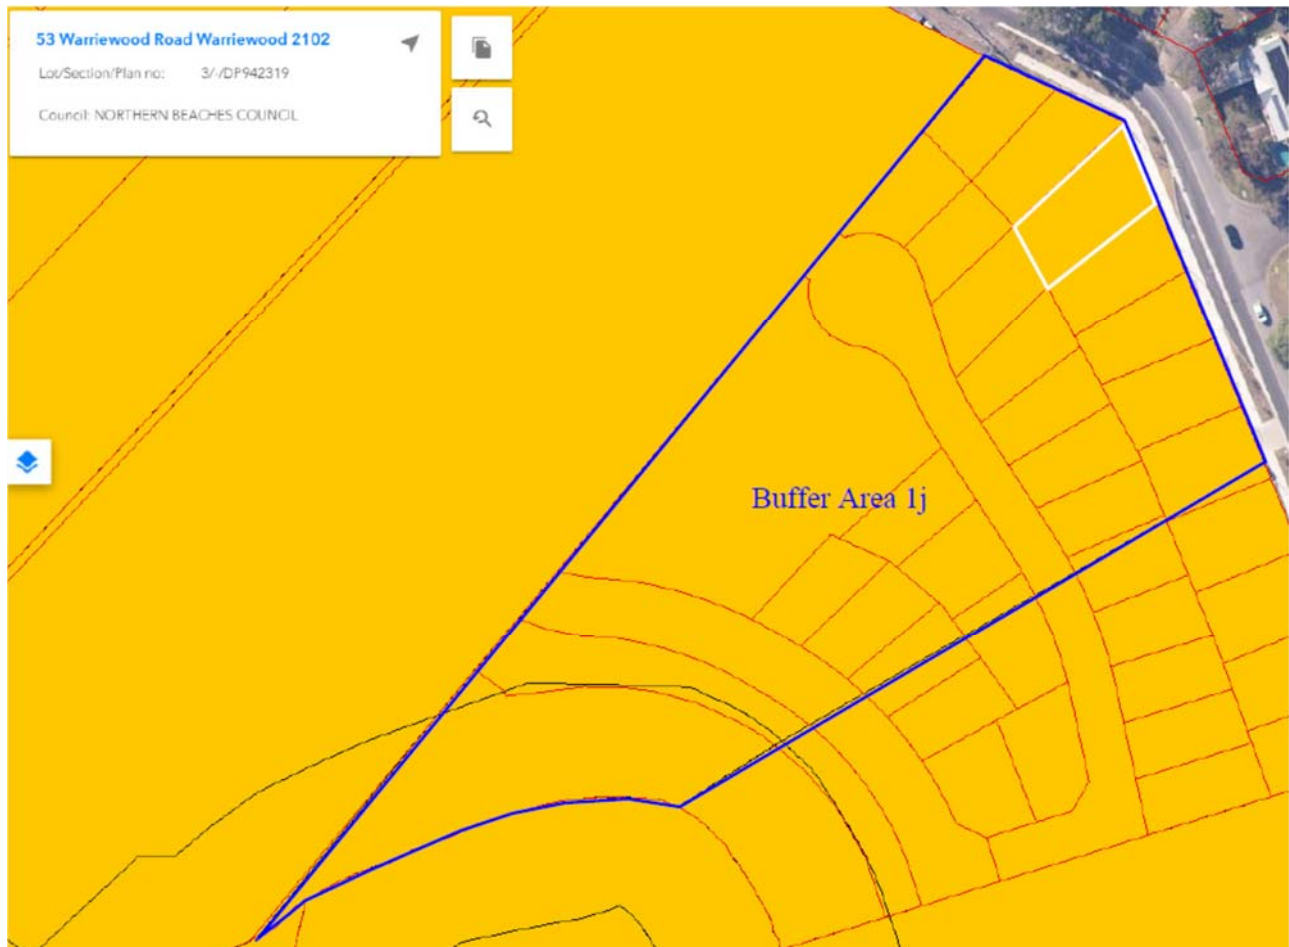 53 Warriewood Road Warriewood 2102
Lot/Section/Plan no: 3/-/DP942319
Council: NORTHERN BEACHES COUNCIL
Buffer Area 1j